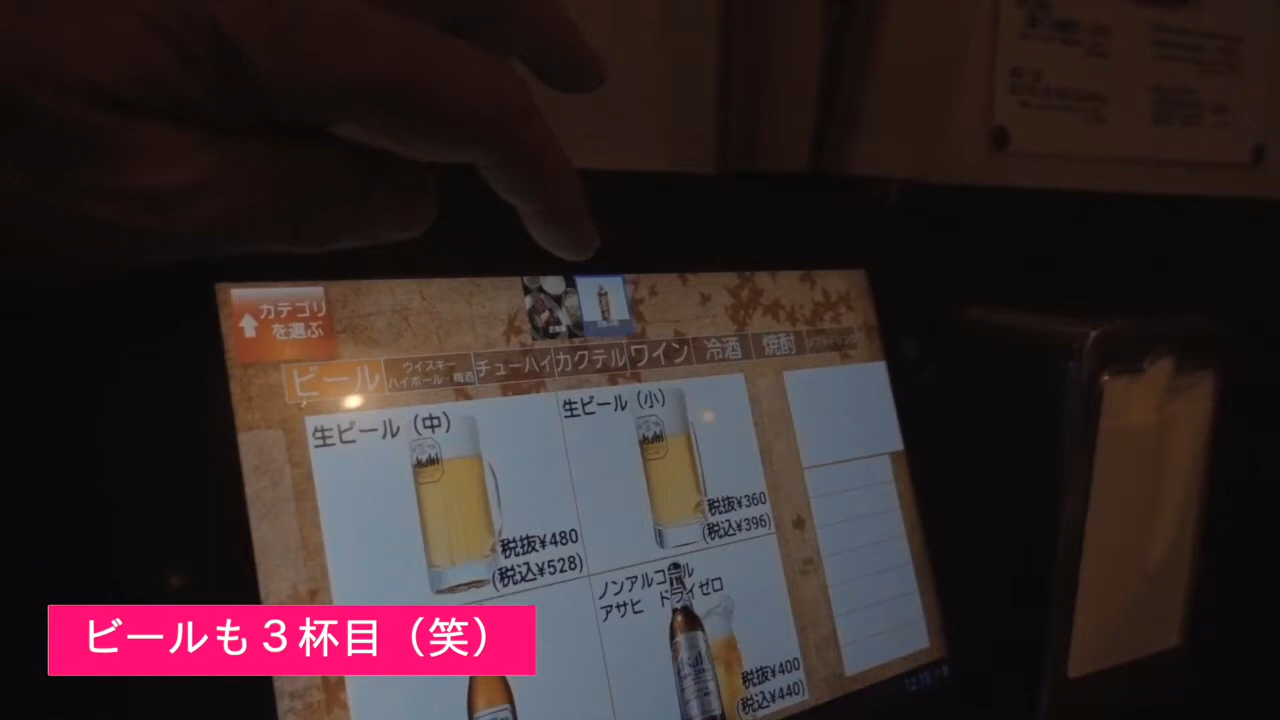 カテゴリ
を選ぶ
ビール
ウイスキー
ハイボール・梅酒
チューハイ
カクテル
ワイン
冷酒
焼酎
生ビール（中）
Asahi
税抜¥480
(税込¥528)
生ビール（小）
Asahi
税抜¥360
(税込¥396)
ノンアルコール
アサヒ ドライゼロ
Asahi
税抜¥400
(税込¥440)
ビールも３杯目（笑）